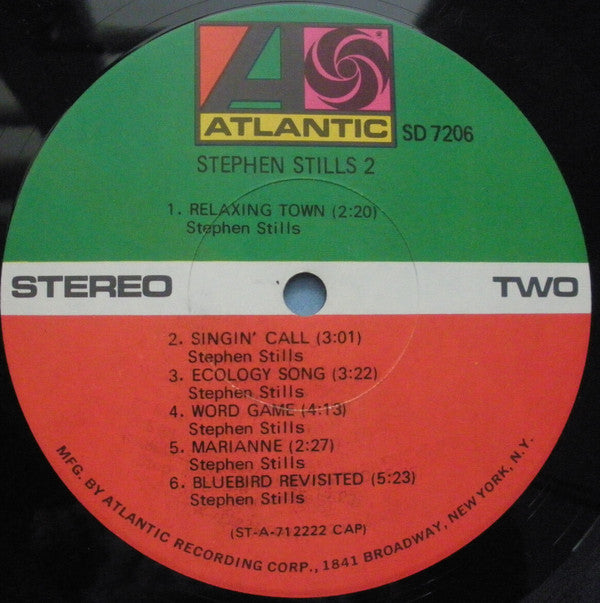 ATLANTIC
SD 7206
STEPHEN STILLS 2
1. RELAXING TOWN (2:20)
Stephen Stills
STEREO
TWO
2. SINGIN' CALL (3:01)
Stephen Stills
3. ECOLOGY SONG (3:22)
Stephen Stills
4. WORD GAME (4:13)
Stephen Stills
5. MARIANNE (2:27)
Stephen Stills
6. BLUEBIRD REVISITED (5:23)
Stephen Stills
(ST-A-712222 CAP)
MFG. BY ATLANTIC RECORDING CORP., 1841 BROADWAY, NEW YORK, N.Y.